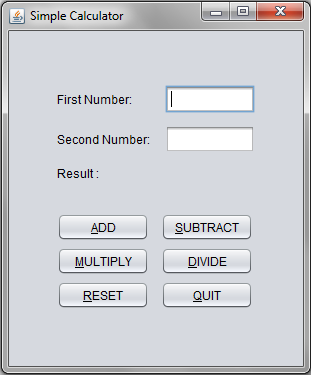 Simple Calculator
First Number:
Second Number:
Result :
ADD SUBTRACT
MULTIPLY DIVIDE
RESET QUIT